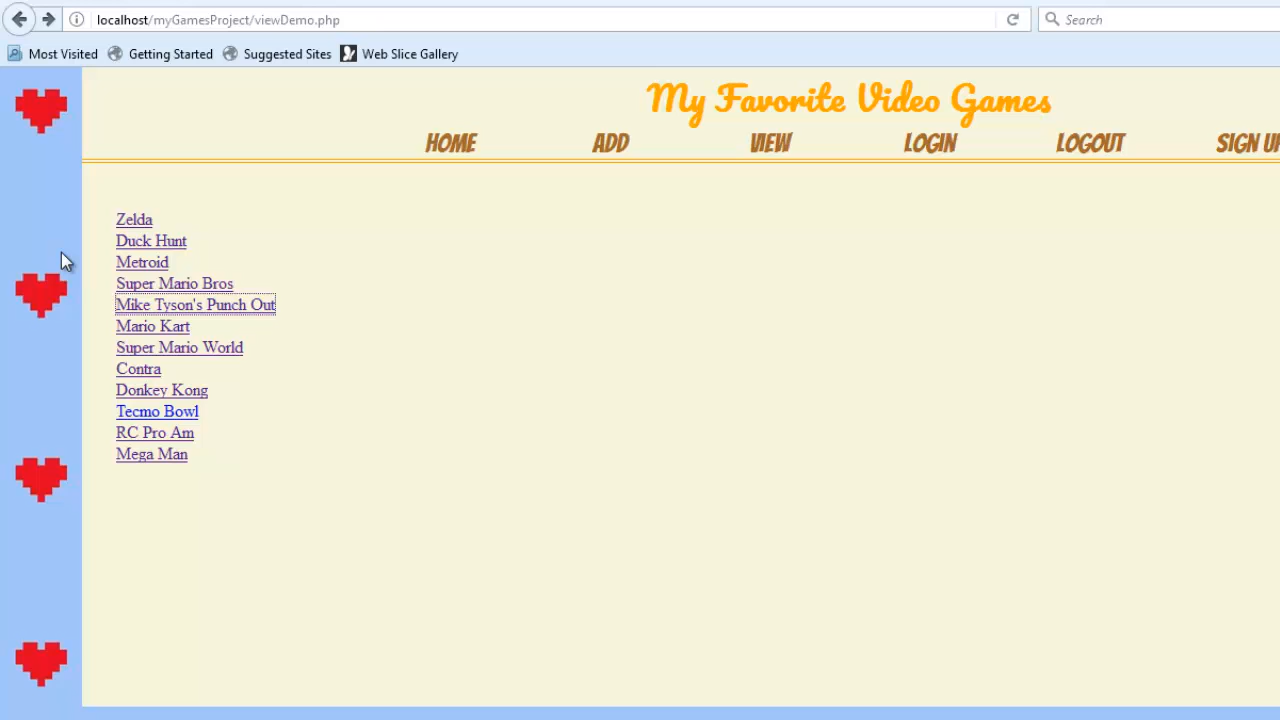 localhost/myGamesProject/viewDemo.php
Search
Most Visited Getting Started Suggested Sites Web Slice Gallery
My Favorite Video Games
HOME ADD VIEW LOGIN LOGOUT SIGN
Zelda
Duck Hunt
Metroid
Super Mario Bros
Mike Tyson's Punch Out
Mario Kart
Super Mario World
Contra
Donkey Kong
Tecmo Bowl
RC Pro Am
Mega Man